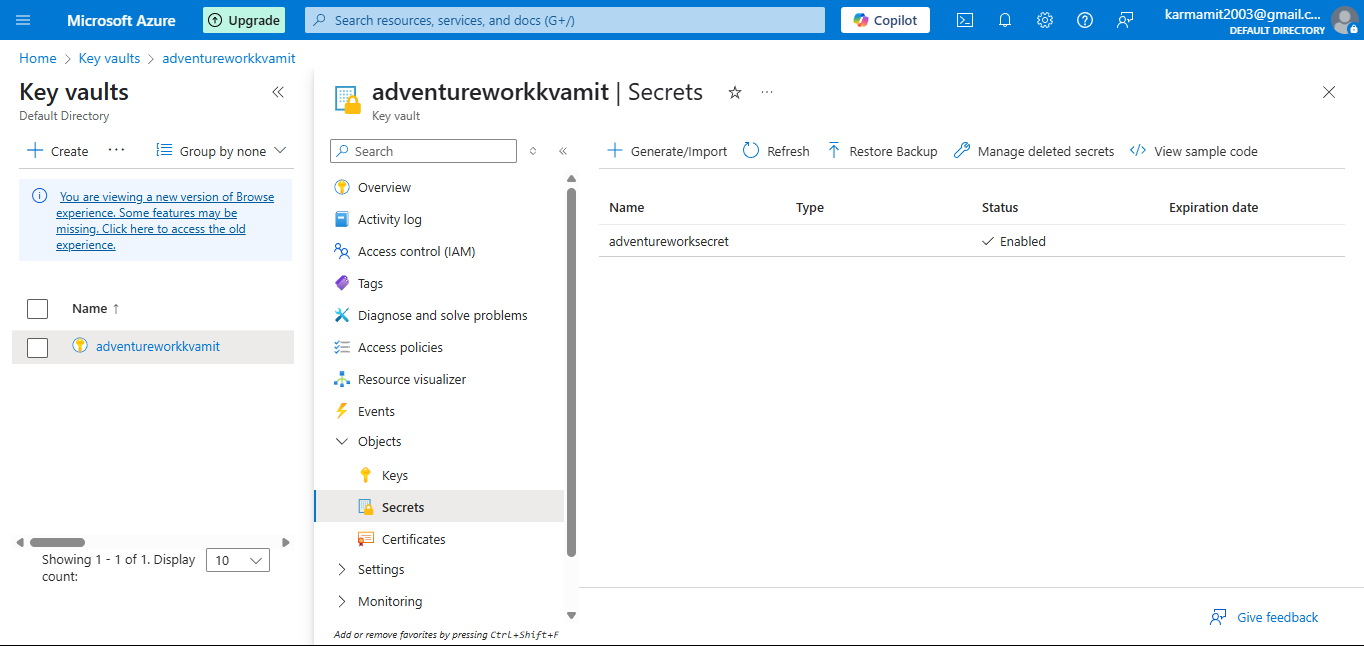 Microsoft Azure
Upgrade
Search resources, services, and docs (G+/)
Copilot
karmamit2003@gmail.c...
DEFAULT DIRECTORY
Home > Key vaults > adventureworkkvamit
Key vaults
Default Directory
Create
Group by none
You are viewing a new version of Browse
experience. Some features may be
missing. Click here to access the old
experience.
Name ↑
adventureworkkvamit
Showing 1 - 1 of 1. Display
count:
10
adventureworkkvamit | Secrets
Key vault
Search
Overview
Activity log
Access control (IAM)
Tags
Diagnose and solve problems
Access policies
Resource visualizer
Events
Objects
Keys
Secrets
Certificates
Settings
Monitoring
Add or remove favorites by pressing Ctrl+Shift+F
Generate/Import
Refresh
Restore Backup
Manage deleted secrets
View sample code
Name Type Status Expiration date
adventureworksecret Enabled
Give feedback